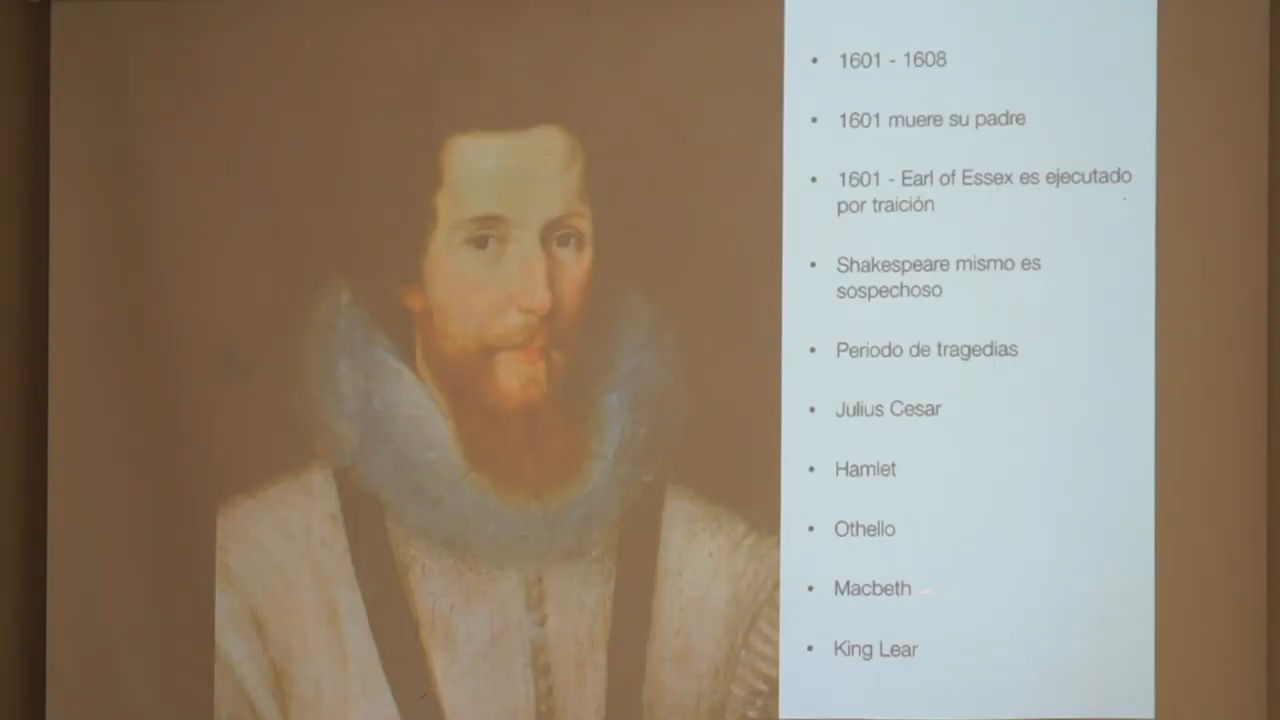 • 1601 - 1608
• 1601 muere su padre
• 1601 - Earl of Essex es ejecutado
por traición
• Shakespeare mismo es
sospechoso
• Periodo de tragedias
• Julius Cesar
• Hamlet
• Othello
• Macbeth
• King Lear